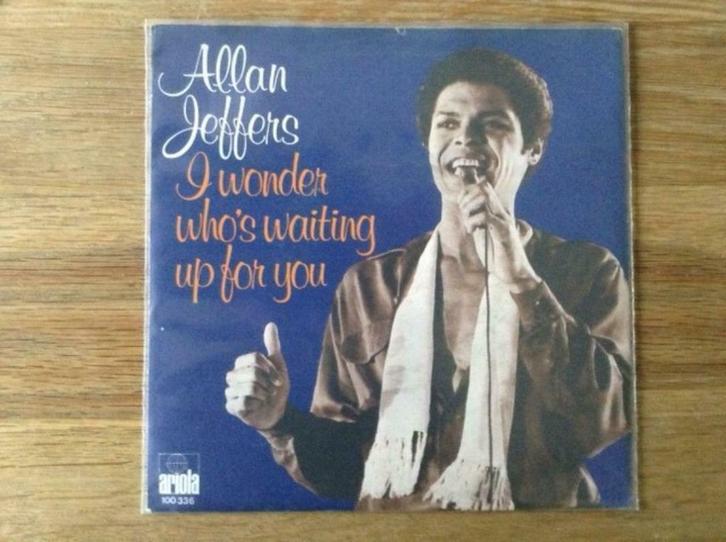 Allan
Jeffers
I wonder
who's waiting
up for you
ariola
100 336